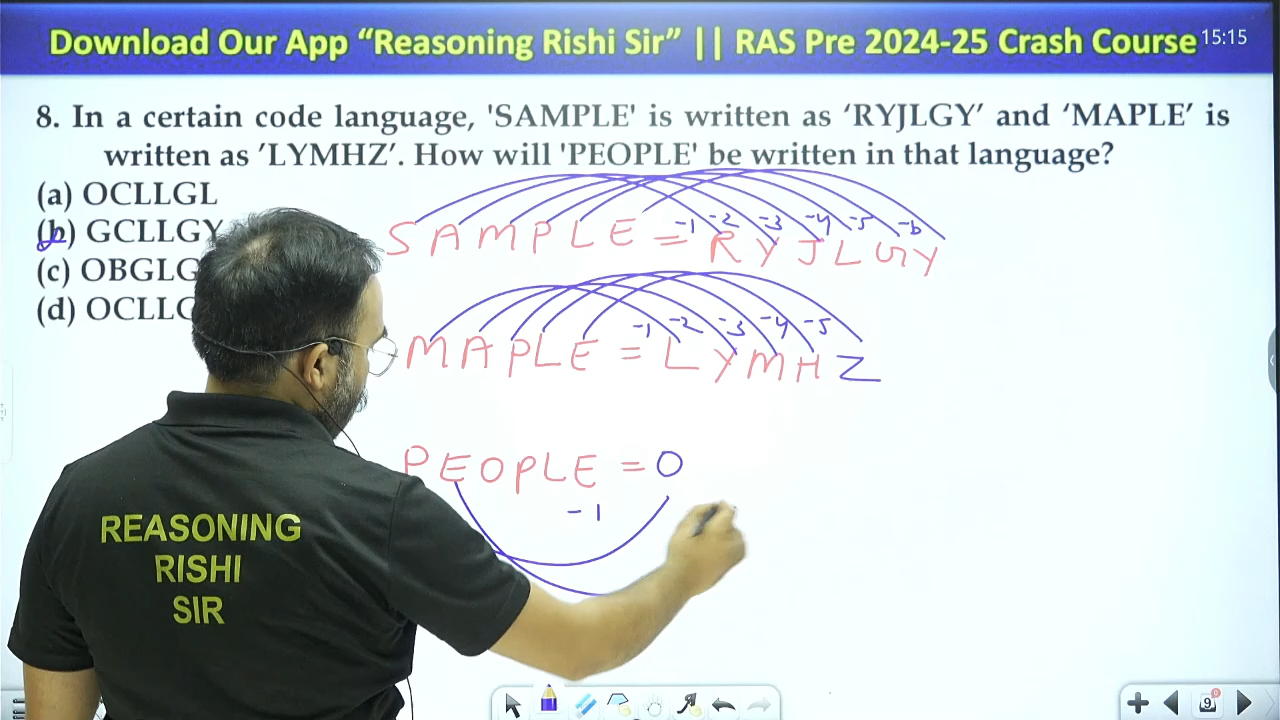 Download Our App “Reasoning Rishi Sir” || RAS Pre 2024-25 Crash Course 15:15
8. In a certain code language, 'SAMPLE' is written as ‘RYJLGY’ and ‘MAPLE’ is
written as ’LYMHZ’. How will 'PEOPLE' be written in that language?
(a) OCLLGL
(b) GCLLGY
(c) OBGLG
(d) OCLLG
-1 -2 -3 -4 -5 -6
SAMPLE = RYJLGY
-1 -2 -3 -4 -5
MAPLE = LYMHZ
PEOPLE = O
-1
REASONING
RISHI
SIR
9